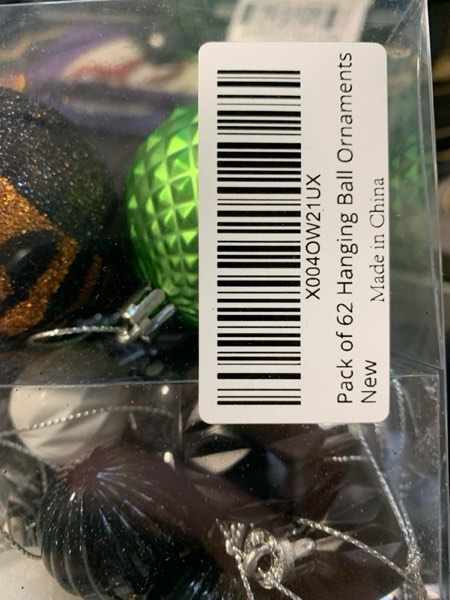 X004OW21UX
Pack of 62 Hanging Ball Ornaments
New
Made in China